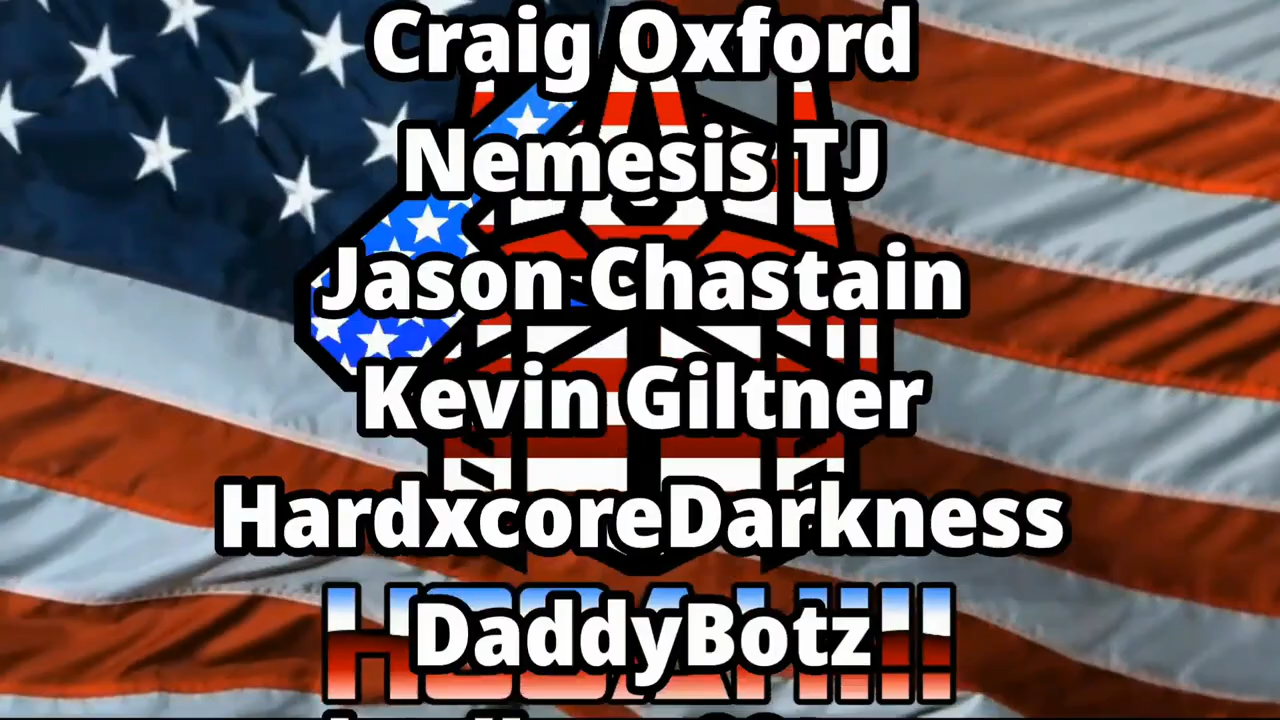 Craig Oxford
Nemesis TJ
Jason Chastain
Kevin Giltner
HardxcoreDarkness
DaddyBotz